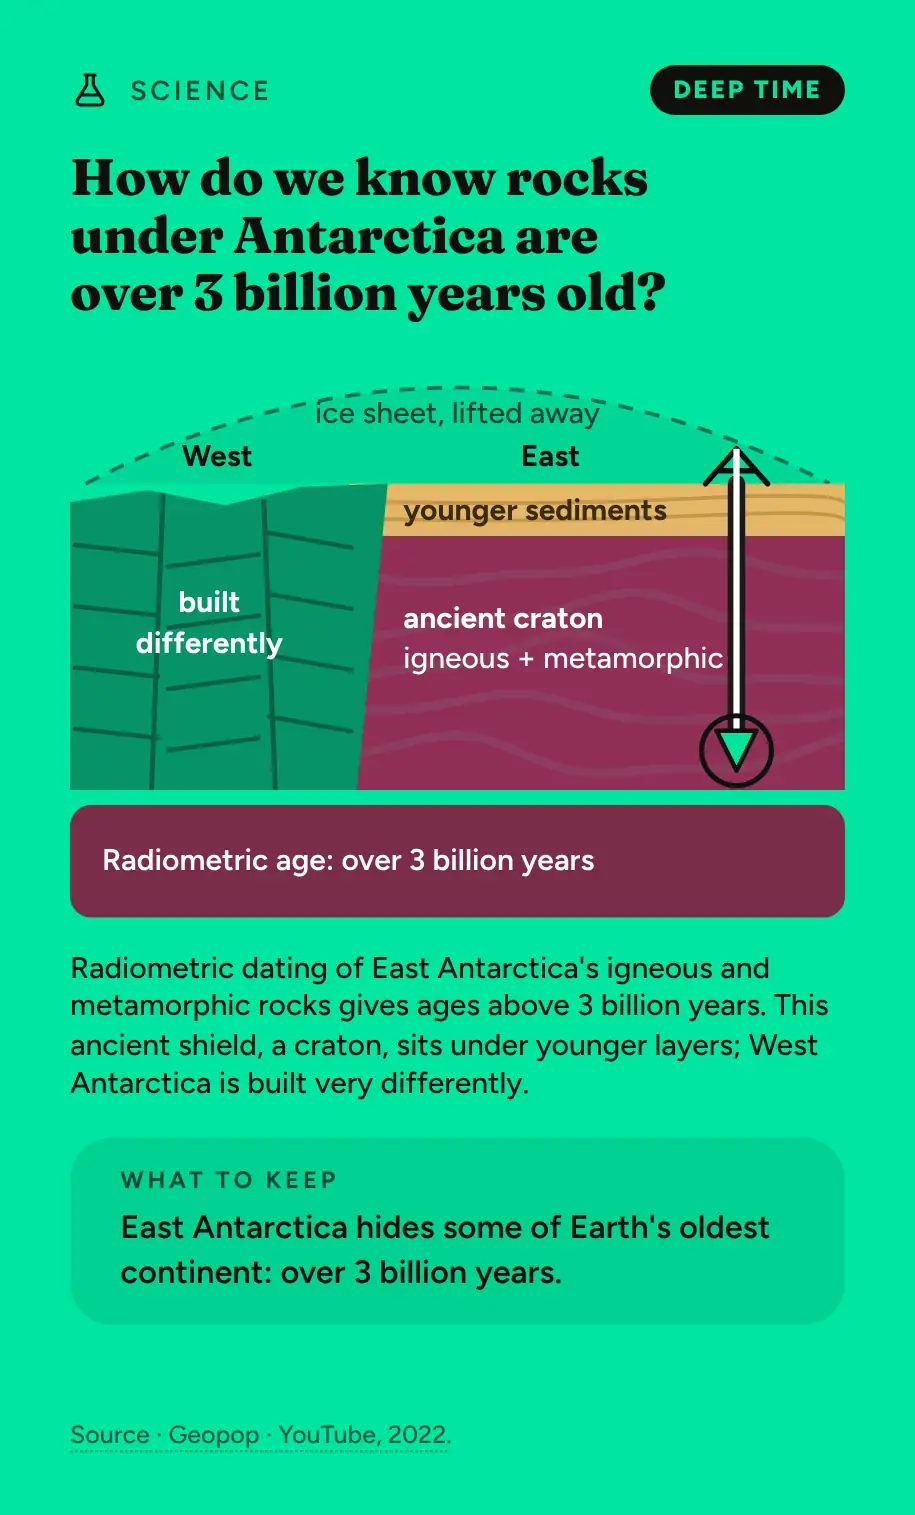 SCIENCE
DEEP TIME
How do we know rocks
under Antarctica are
over 3 billion years old?
ice sheet, lifted away
West
East
younger sediments
built
differently
ancient craton
igneous + metamorphic
Radiometric age: over 3 billion years
Radiometric dating of East Antarctica's igneous and
metamorphic rocks gives ages above 3 billion years. This
ancient shield, a craton, sits under younger layers; West
Antarctica is built very differently.
WHAT TO KEEP
East Antarctica hides some of Earth's oldest
continent: over 3 billion years.
Source · Geopop · YouTube, 2022.